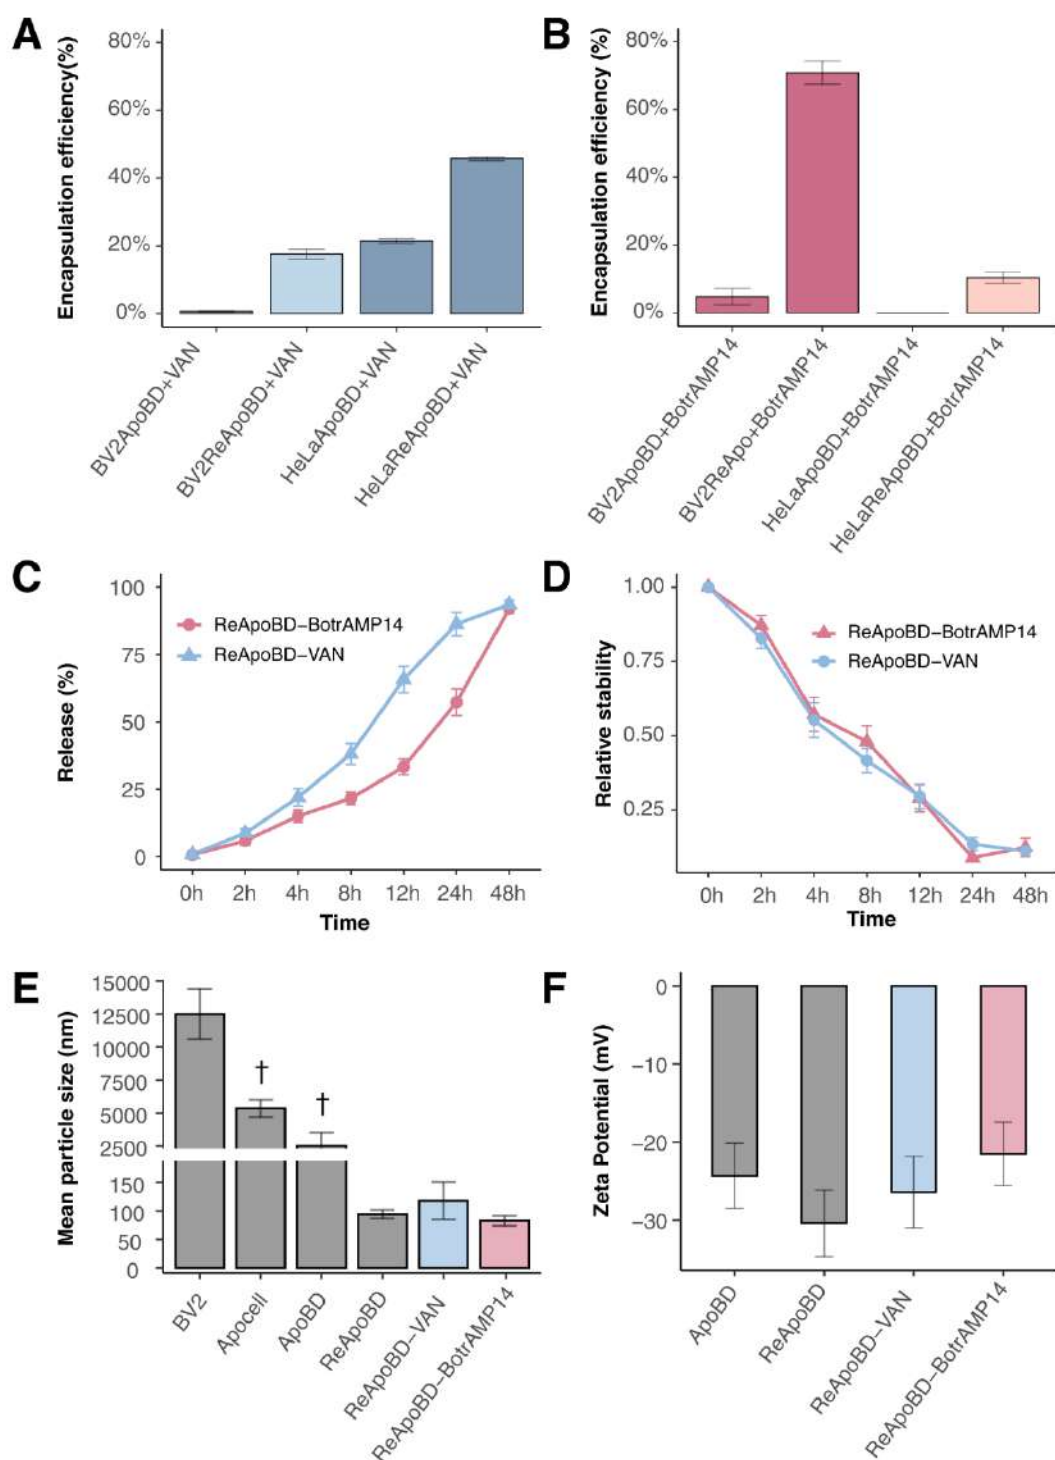 A
Encapsulation efficiency(%)
80%
60%
40%
20%
0%
BV2ApoBD+VAN
BV2ReApoBD+VAN
HeLaApoBD+VAN
HeLaReApoBD+VAN
B
Encapsulation efficiency (%)
80%
60%
40%
20%
0%
BV2ApoBD+BotrAMP14
BV2ReApo+BotrAMP14
HeLaApoBD+BotrAMP14
HeLaReApoBD+BotrAMP14
C
Release (%)
100
75
50
25
0
ReApoBD–BotrAMP14
ReApoBD–VAN
0h 2h 4h 8h 12h 24h 48h
Time
D
Relative stability
1.00
0.75
0.50
0.25
ReApoBD–BotrAMP14
ReApoBD–VAN
0h 2h 4h 8h 12h 24h 48h
Time
E
Mean particle size (nm)
15000
12500
10000
7500
5000
2500
150
100
50
0
†
†
BV2
Apocell
ApoBD
ReApoBD
ReApoBD–VAN
ReApoBD–BotrAMP14
F
Zeta Potential (mV)
0
−10
−20
−30
ApoBD
ReApoBD
ReApoBD–VAN
ReApoBD–BotrAMP14